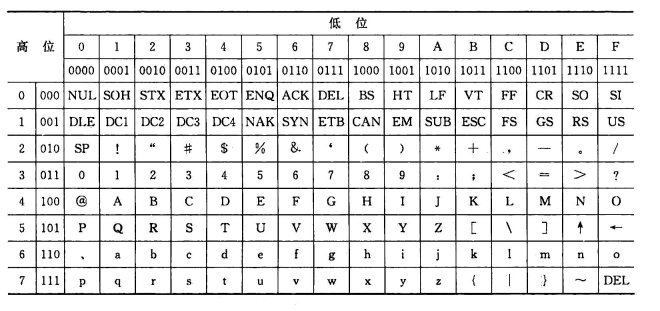 低 位
高 位 0 1 2 3 4 5 6 7 8 9 A B C D E F
0000 0001 0010 0011 0100 0101 0110 0111 1000 1001 1010 1011 1100 1101 1110 1111
0 000 NUL SOH STX ETX EOT ENQ ACK DEL BS HT LF VT FF CR SO SI
1 001 DLE DC1 DC2 DC3 DC4 NAK SYN ETB CAN EM SUB ESC FS GS RS US
2 010 SP ! “ # $ % & ‘ ( ) * + , — 。 /
3 011 0 1 2 3 4 5 6 7 8 9 : ; < = > ?
4 100 @ A B C D E F G H I J K L M N O
5 101 P Q R S T U V W X Y Z [ \ ] ↑ ←
6 110 、 a b c d e f g h i j k l m n o
7 111 p q r s t u v w x y z { | } ~ DEL